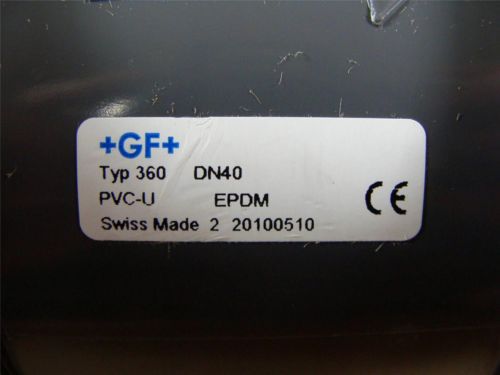 +GF+
Typ 360 DN40
PVC-U EPDM
Swiss Made 2 20100510
CE